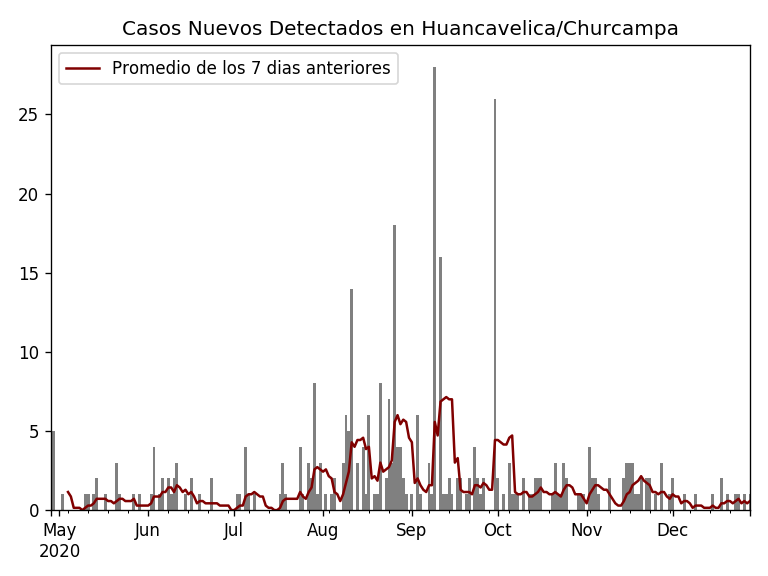 Casos Nuevos Detectados en Huancavelica/Churcampa
Promedio de los 7 dias anteriores
25
20
15
10
5
0
May Jun Jul Aug Sep Oct Nov Dec
2020